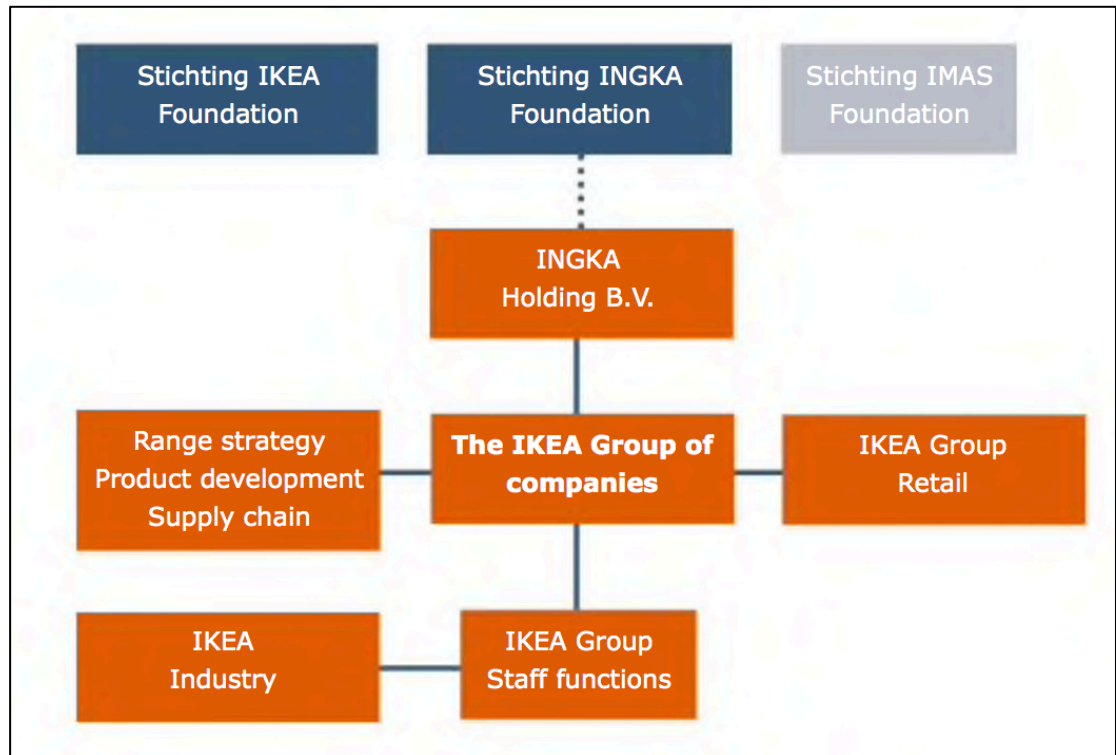 Stichting IKEA
Foundation
Stichting INGKA
Foundation
Stichting IMAS
Foundation
INGKA
Holding B.V.
Range strategy
Product development
Supply chain
The IKEA Group of
companies
IKEA Group
Retail
IKEA
Industry
IKEA Group
Staff functions